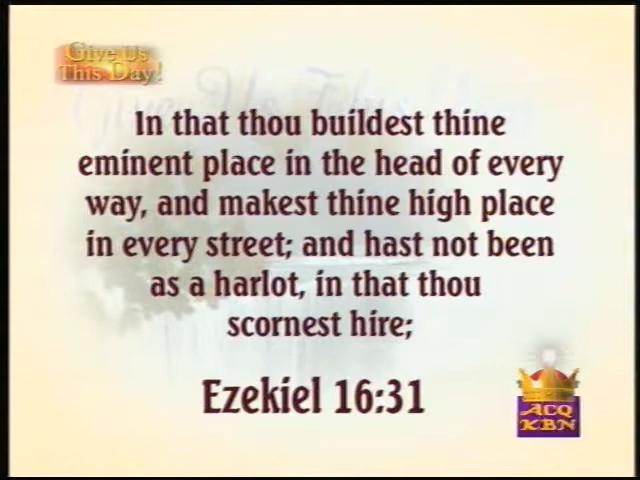 Give Us
This Day!
In that thou buildest thine
eminent place in the head of every
way, and makest thine high place
in every street; and hast not been
as a harlot, in that thou
scornest hire;
Ezekiel 16:31
ACQ
KBN